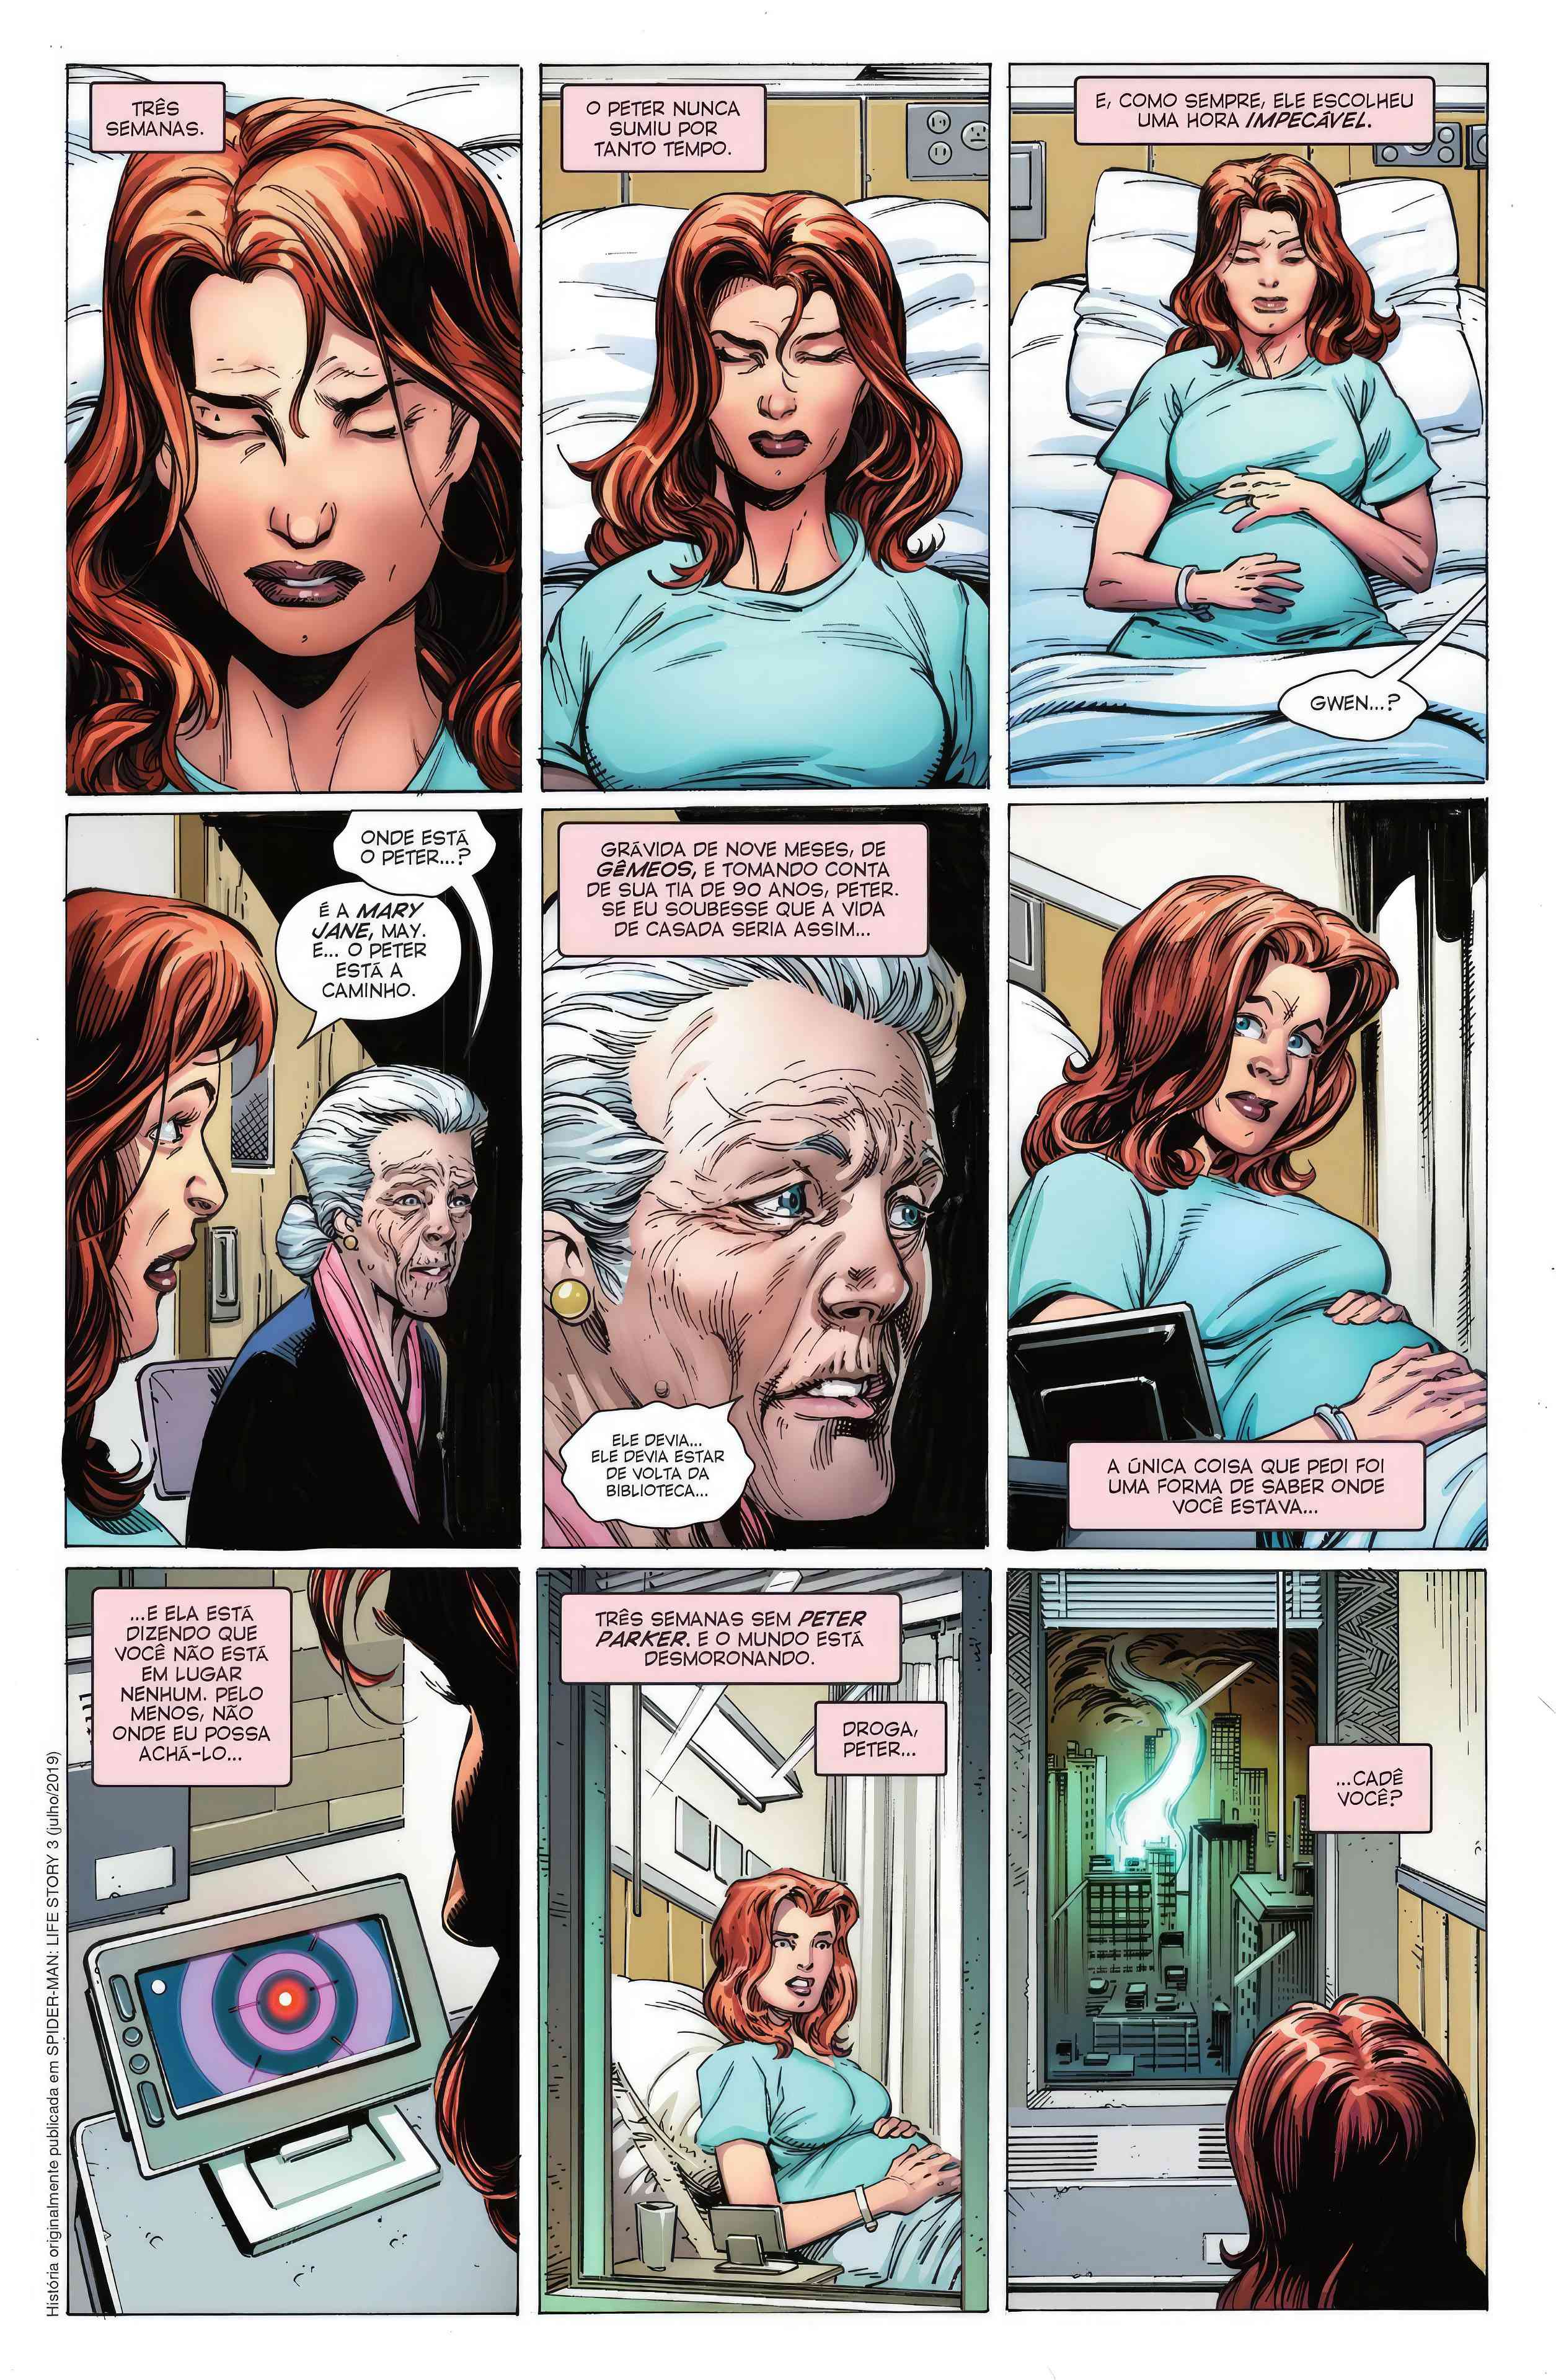 TRÊS
SEMANAS.
O PETER NUNCA
SUMIU POR
TANTO TEMPO.
E, COMO SEMPRE, ELE ESCOLHEU
UMA HORA IMPECÁVEL.
GWEN...?
ONDE ESTÁ
O PETER...?
É A MARY
JANE, MAY.
E... O PETER
ESTÁ A
CAMINHO.
GRÁVIDA DE NOVE MESES, DE
GÊMEOS, E TOMANDO CONTA
DE SUA TIA DE 90 ANOS, PETER.
SE EU SOUBESSE QUE A VIDA
DE CASADA SERIA ASSIM...
ELE DEVIA...
ELE DEVIA ESTAR
DE VOLTA DA
BIBLIOTECA...
A ÚNICA COISA QUE PEDI FOI
UMA FORMA DE SABER ONDE
VOCÊ ESTAVA...
...E ELA ESTÁ
DIZENDO QUE
VOCÊ NÃO ESTÁ
EM LUGAR
NENHUM. PELO
MENOS, NÃO
ONDE EU POSSA
ACHÁ-LO...
TRÊS SEMANAS SEM PETER
PARKER. E O MUNDO ESTÁ
DESMORONANDO.
DROGA,
PETER...
...CADÊ
VOCÊ?
História originalmente publicada em SPIDER-MAN: LIFE STORY 3 (julho/2019)